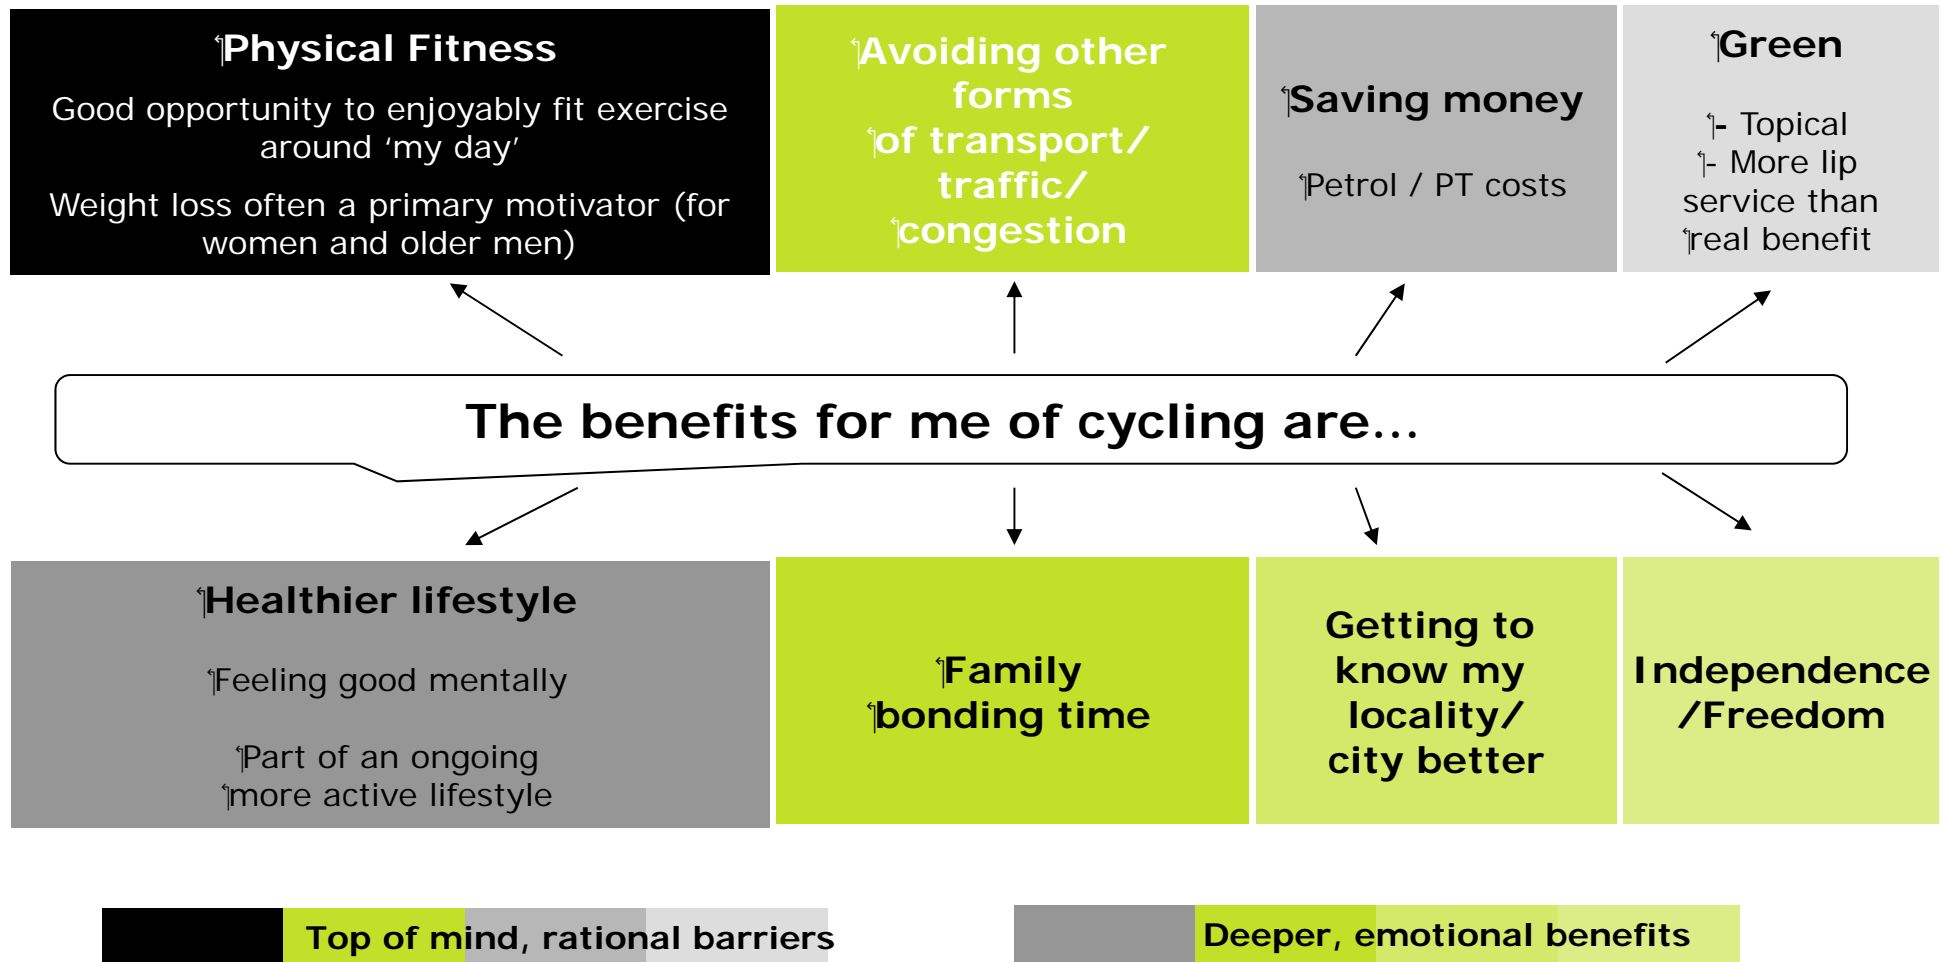 Physical Fitness
Good opportunity to enjoyably fit exercise
around ‘my day’
Weight loss often a primary motivator (for
women and older men)
Avoiding other
forms
of transport/
traffic/
congestion
Saving money
Petrol / PT costs
Green
- Topical
- More lip
service than
real benefit
The benefits for me of cycling are...
Healthier lifestyle
Feeling good mentally
Part of an ongoing
more active lifestyle
Family
bonding time
Getting to
know my
locality/
city better
Independence
/Freedom
Top of mind, rational barriers
Deeper, emotional benefits